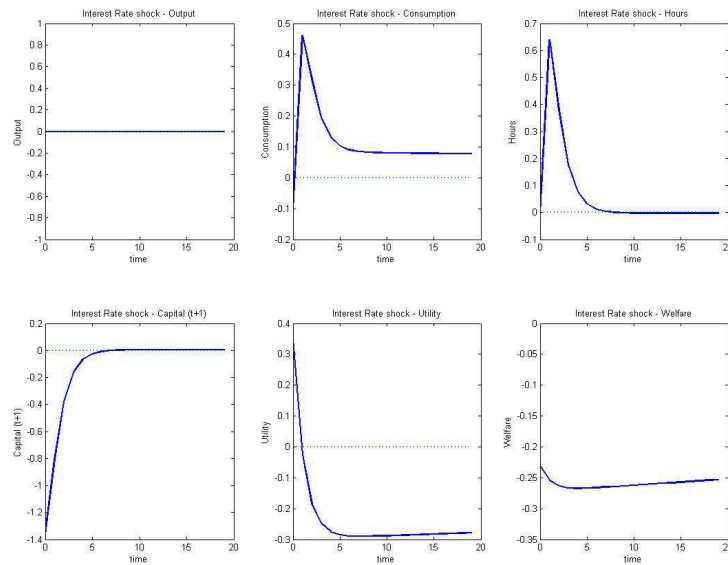 Interest Rate shock - Output
1
0.8
0.6
0.4
0.2
0
-0.2
-0.4
-0.6
-0.8
-1
Output
0 5 10 15 20
time
Interest Rate shock - Consumption
0.5
0.4
0.3
0.2
0.1
0
-0.1
-0.2
Consumption
0 5 10 15 20
time
Interest Rate shock - Hours
0.7
0.6
0.5
0.4
0.3
0.2
0.1
0
-0.1
Hours
0 5 10 15 20
time
Interest Rate shock - Capital (t+1)
0.2
0
-0.2
-0.4
-0.6
-0.8
-1
-1.2
-1.4
Capital (t+1)
0 5 10 15 20
time
Interest Rate shock - Utility
0.4
0.3
0.2
0.1
0
-0.1
-0.2
-0.3
Utility
0 5 10 15 20
time
Interest Rate shock - Welfare
0
-0.05
-0.1
-0.15
-0.2
-0.25
-0.3
-0.35
Welfare
0 5 10 15 20
time